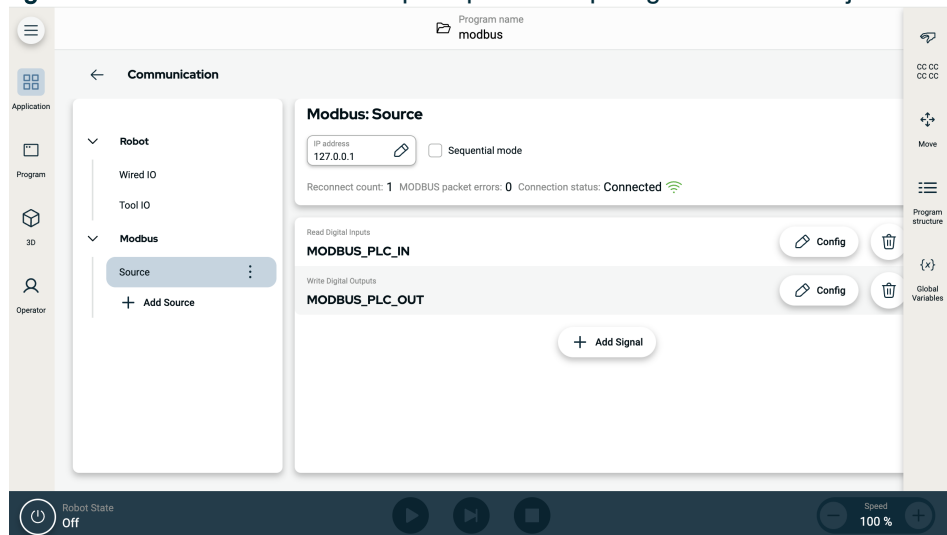 Program name
modbus
CC CC
CC CC
Communication
Application
Modbus: Source
Robot
IP address
127.0.0.1
Sequential mode
Move
Program
Wired IO
Reconnect count: 1 MODBUS packet errors: 0 Connection status: Connected
Tool IO
Program
structure
3D
Modbus
Read Digital Inputs
MODBUS_PLC_IN
Config
Source
{x}
Write Digital Outputs
MODBUS_PLC_OUT
Config
Global
Variables
Operator
Add Source
Add Signal
Robot State
Off
Speed
100 %